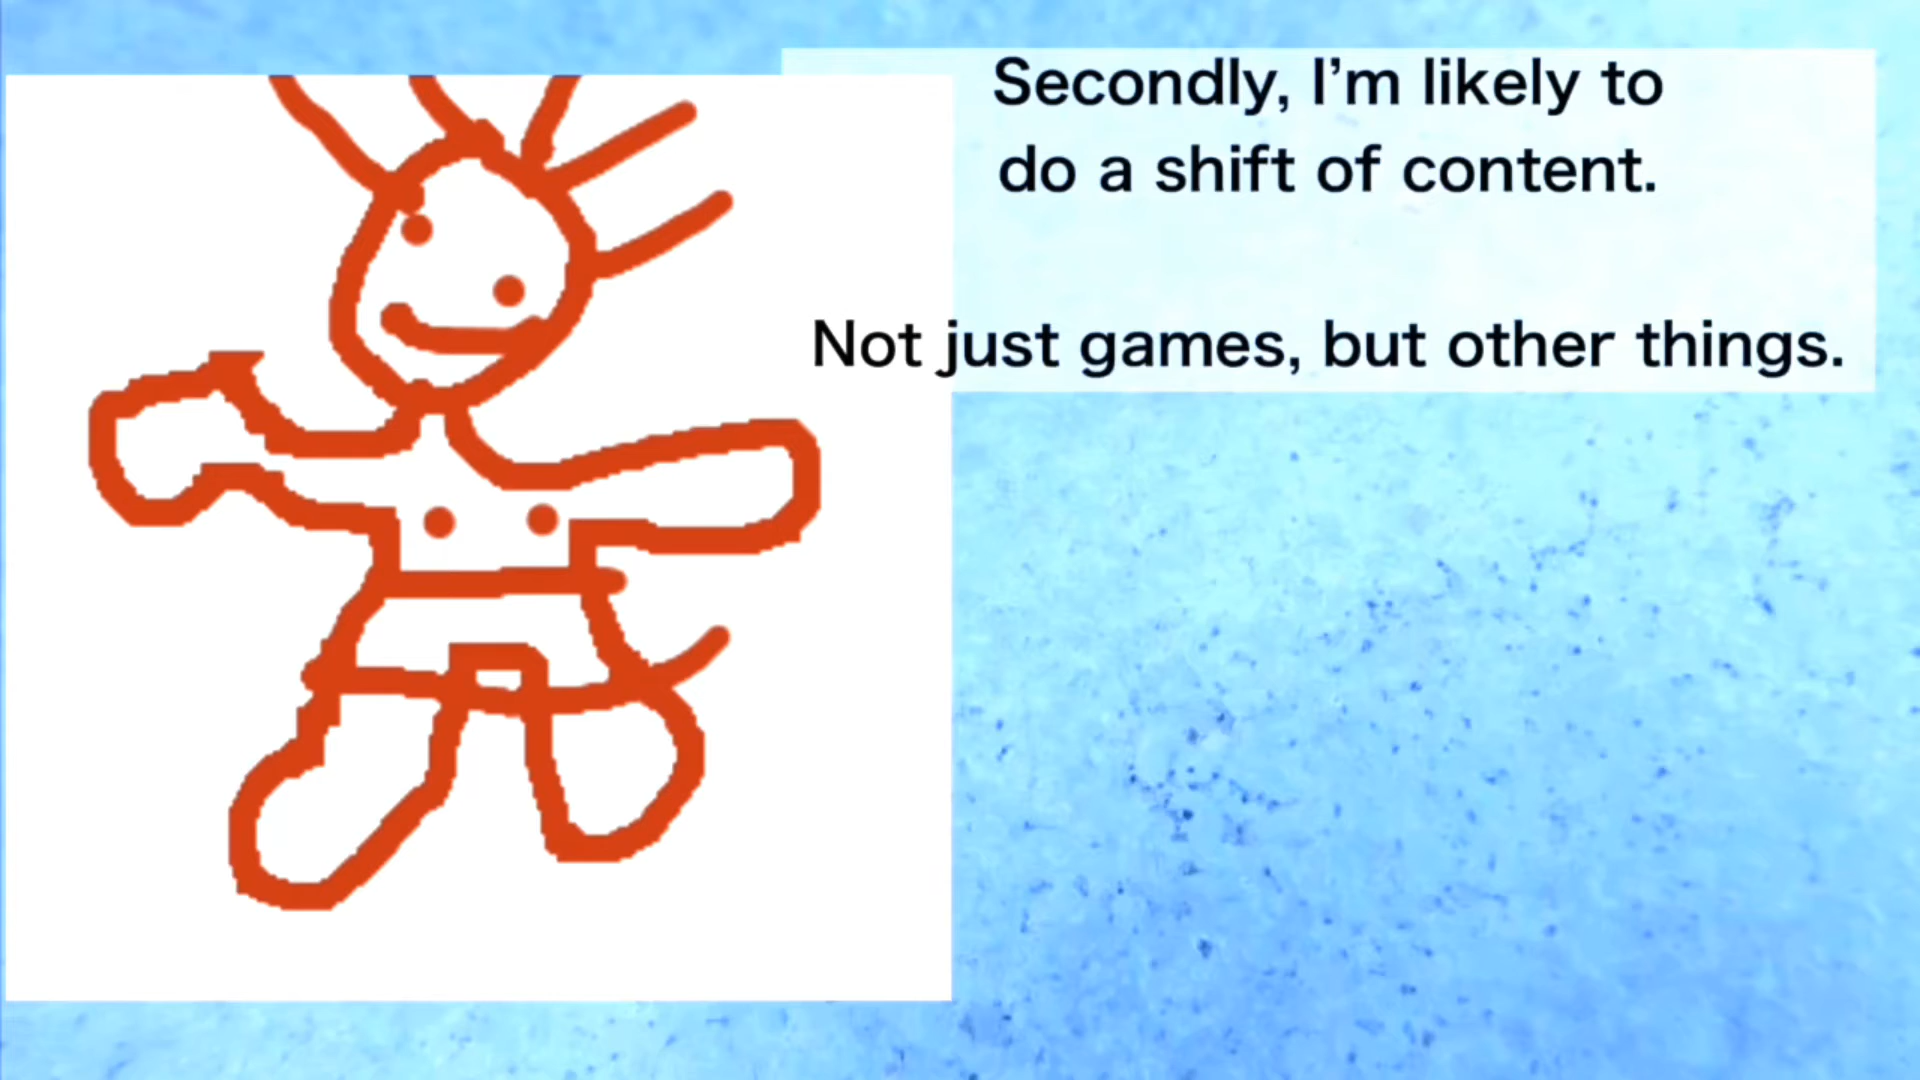 Secondly, I’m likely to
do a shift of content.
Not just games, but other things.